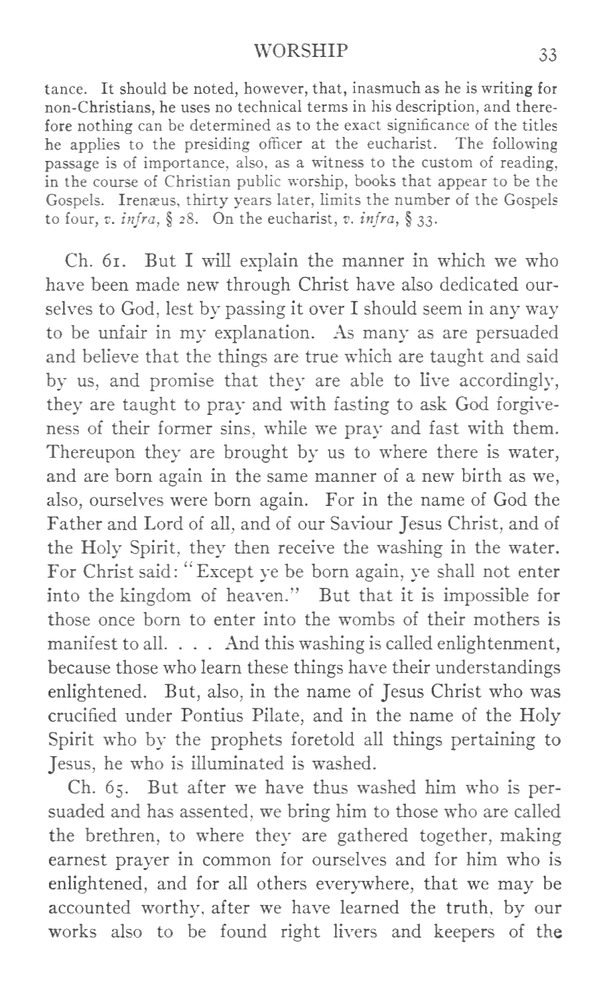 WORSHIP 33
tance. It should be noted, however, that, inasmuch as he is writing for
non-Christians, he uses no technical terms in his description, and there-
fore nothing can be determined as to the exact significance of the titles
he applies to the presiding officer at the eucharist. The following
passage is of importance, also, as a witness to the custom of reading,
in the course of Christian public worship, books that appear to be the
Gospels. Irenæus, thirty years later, limits the number of the Gospels
to four, v. infra, § 28. On the eucharist, v. infra, § 33.
Ch. 61. But I will explain the manner in which we who
have been made new through Christ have also dedicated our-
selves to God, lest by passing it over I should seem in any way
to be unfair in my explanation. As many as are persuaded
and believe that the things are true which are taught and said
by us, and promise that they are able to live accordingly,
they are taught to pray and with fasting to ask God forgive-
ness of their former sins, while we pray and fast with them.
Thereupon they are brought by us to where there is water,
and are born again in the same manner of a new birth as we,
also, ourselves were born again. For in the name of God the
Father and Lord of all, and of our Saviour Jesus Christ, and of
the Holy Spirit, they then receive the washing in the water.
For Christ said: “Except ye be born again, ye shall not enter
into the kingdom of heaven.” But that it is impossible for
those once born to enter into the wombs of their mothers is
manifest to all. . . . And this washing is called enlightenment,
because those who learn these things have their understandings
enlightened. But, also, in the name of Jesus Christ who was
crucified under Pontius Pilate, and in the name of the Holy
Spirit who by the prophets foretold all things pertaining to
Jesus, he who is illuminated is washed.
Ch. 65. But after we have thus washed him who is per-
suaded and has assented, we bring him to those who are called
the brethren, to where they are gathered together, making
earnest prayer in common for ourselves and for him who is
enlightened, and for all others everywhere, that we may be
accounted worthy, after we have learned the truth, by our
works also to be found right livers and keepers of the